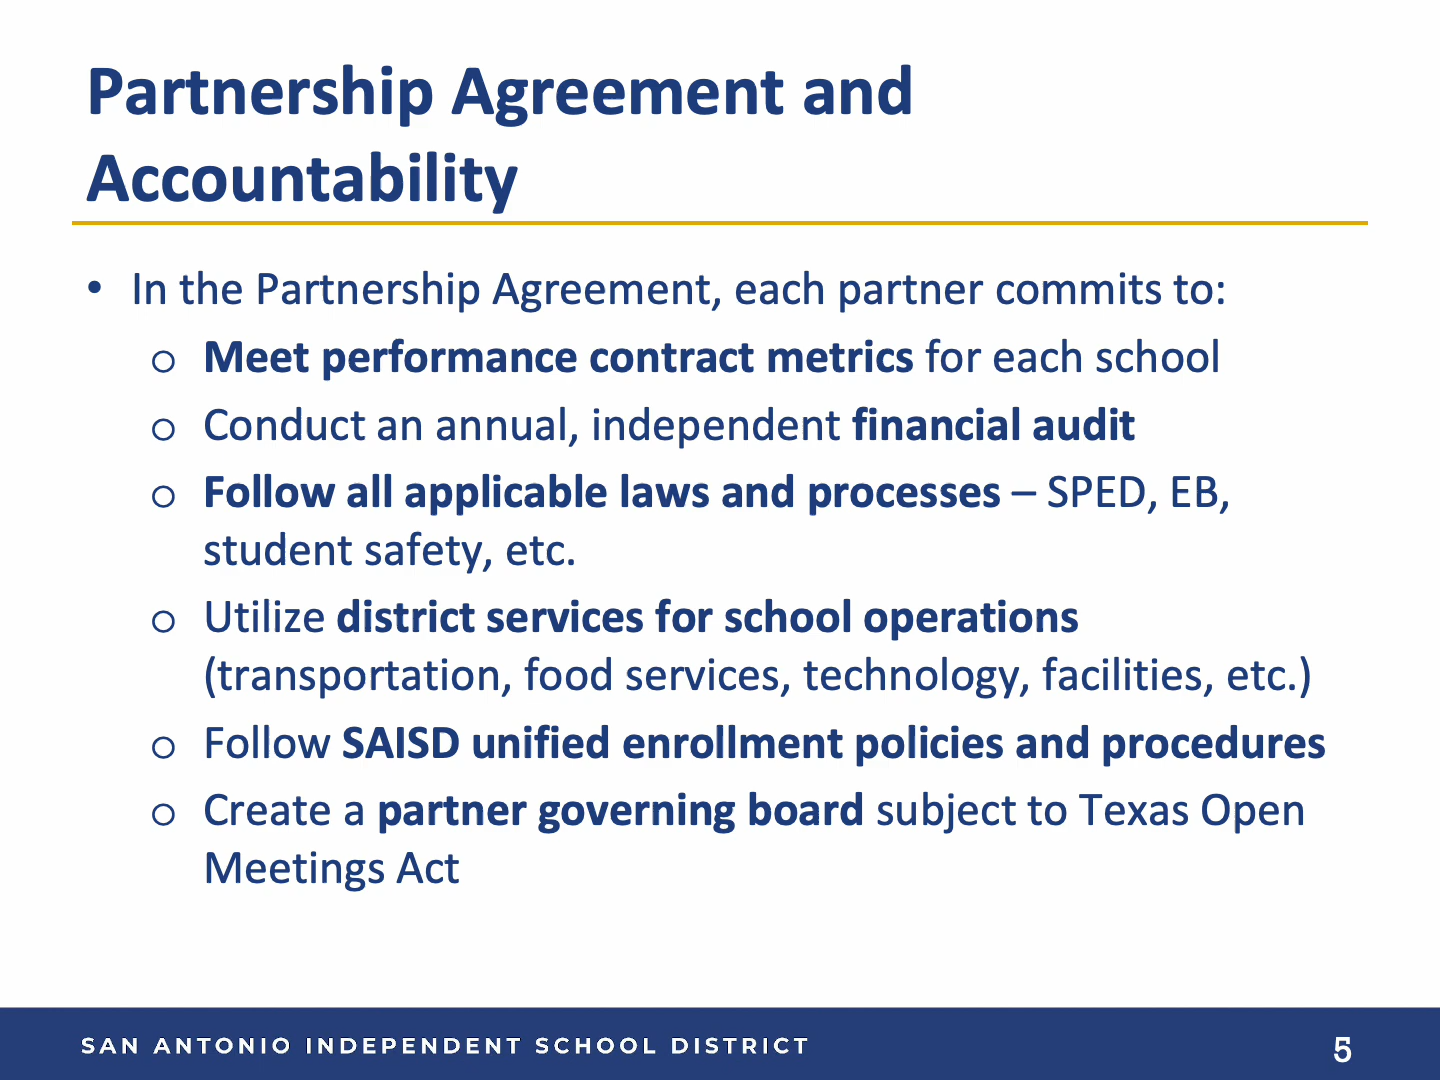 Partnership Agreement and
Accountability
• In the Partnership Agreement, each partner commits to:
o Meet performance contract metrics for each school
o Conduct an annual, independent financial audit
o Follow all applicable laws and processes – SPED, EB,
student safety, etc.
o Utilize district services for school operations
(transportation, food services, technology, facilities, etc.)
o Follow SAISD unified enrollment policies and procedures
o Create a partner governing board subject to Texas Open
Meetings Act
SAN ANTONIO INDEPENDENT SCHOOL DISTRICT
5